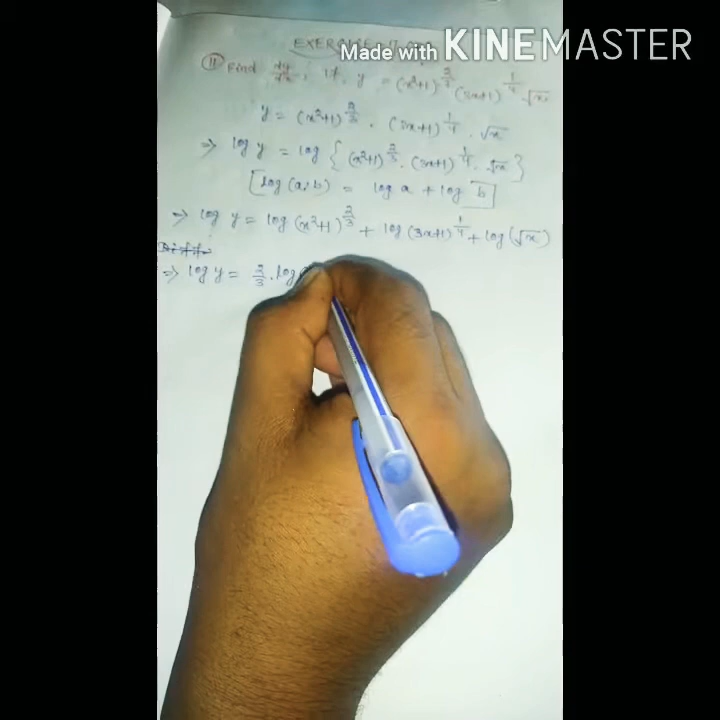 Made with KINEMASTER
EXERCISE
(11) Find dy/dx, if, y = (x²+1)^(2/3) (3x+1)^(1/4) √x
y = (x²+1)^(2/3) . (3x+1)^(1/4) . √x
⇒ log y = log { (x²+1)^(2/3) . (3x+1)^(1/4) . √x }
[log (a.b) = log a + log b]
⇒ log y = log (x²+1)^(2/3) + log (3x+1)^(1/4) + log (√x)
⇒ log y = 2/3 . log